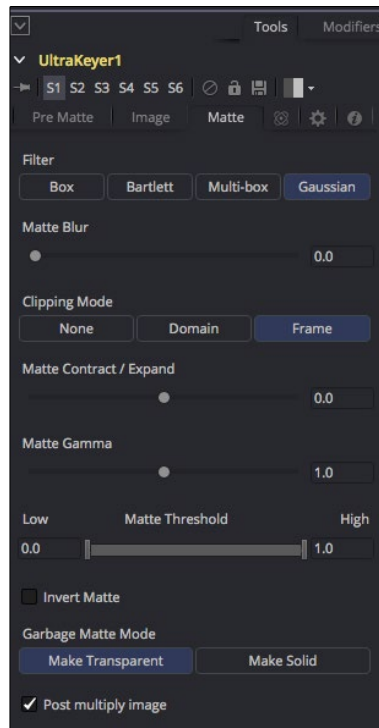 Tools Modifiers
UltraKeyer1
S1 S2 S3 S4 S5 S6
Pre Matte Image Matte
Filter
Box Bartlett Multi-box Gaussian
Matte Blur
0.0
Clipping Mode
None Domain Frame
Matte Contract / Expand
0.0
Matte Gamma
1.0
Low Matte Threshold High
0.0 1.0
Invert Matte
Garbage Matte Mode
Make Transparent Make Solid
Post multiply image